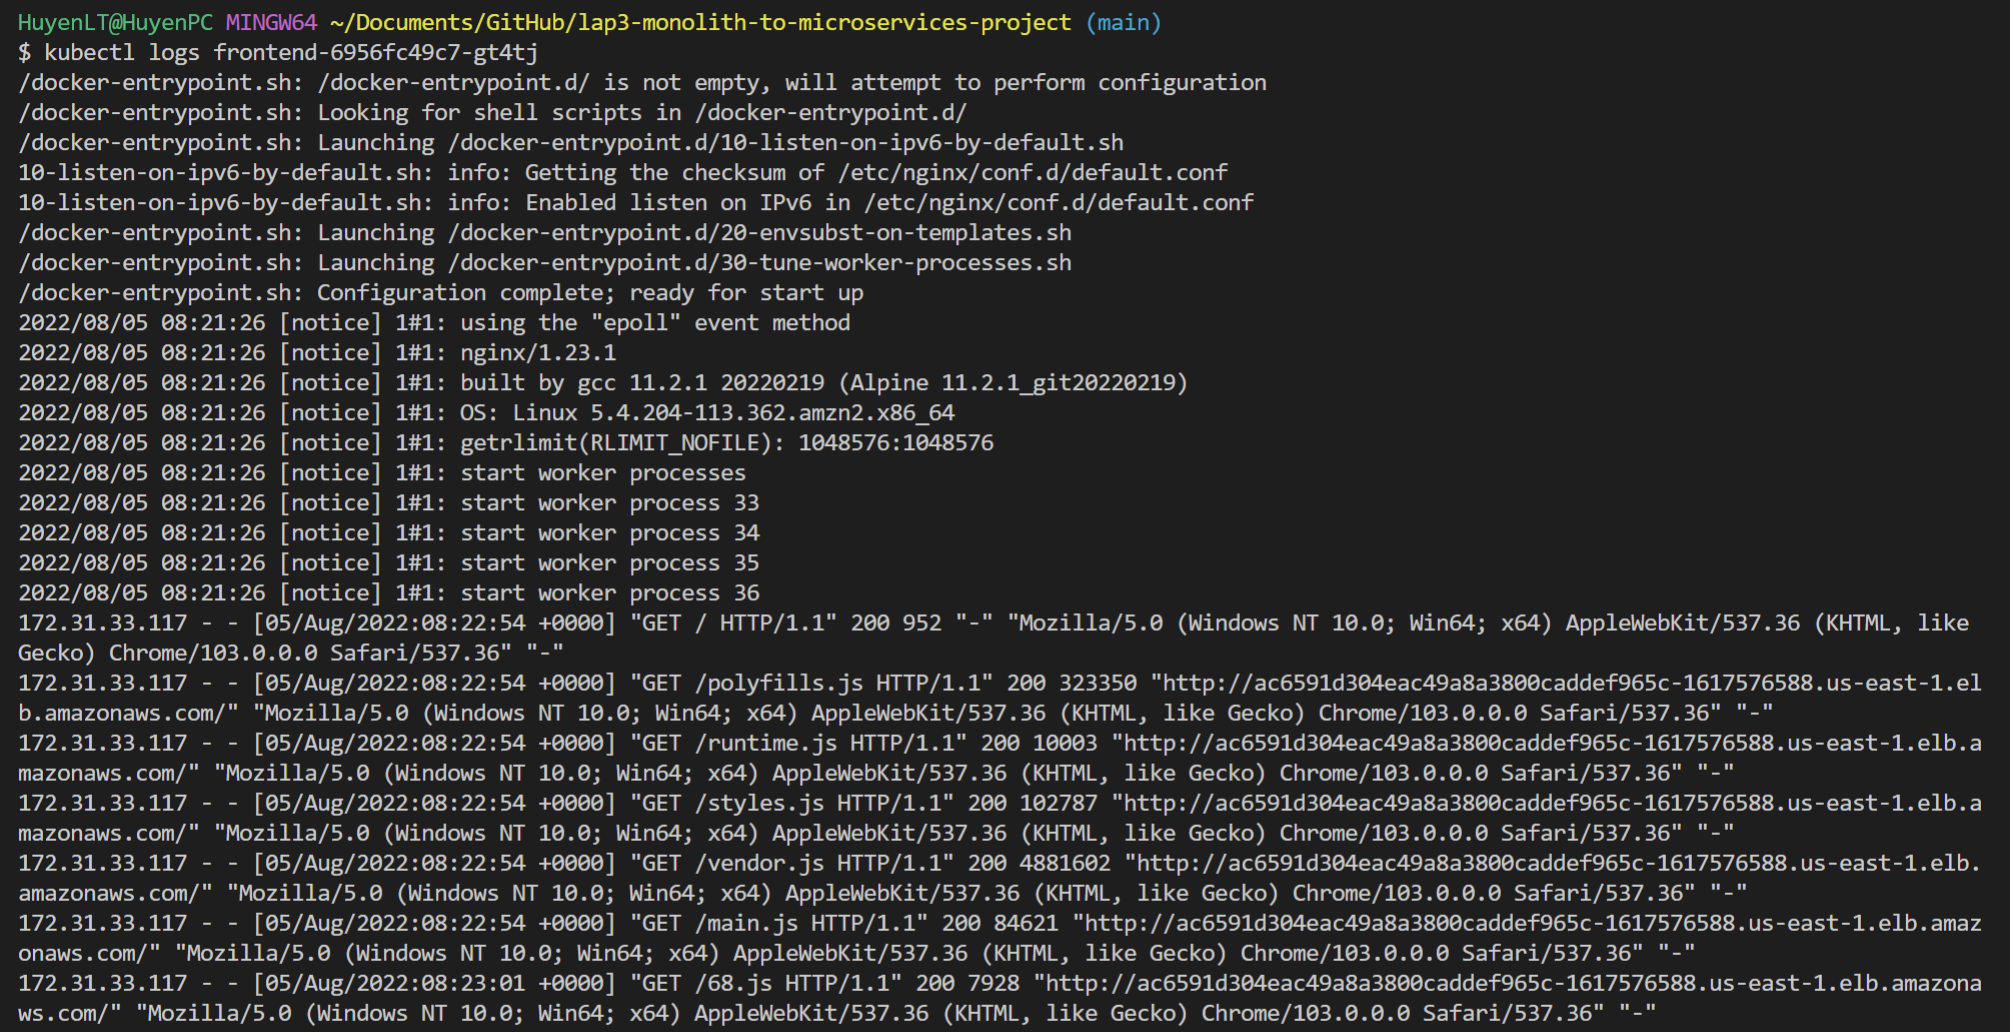 HuyenLT@HuyenPC MINGW64 ~/Documents/GitHub/lap3-monolith-to-microservices-project (main)
$ kubectl logs frontend-6956fc49c7-gt4tj
/docker-entrypoint.sh: /docker-entrypoint.d/ is not empty, will attempt to perform configuration
/docker-entrypoint.sh: Looking for shell scripts in /docker-entrypoint.d/
/docker-entrypoint.sh: Launching /docker-entrypoint.d/10-listen-on-ipv6-by-default.sh
10-listen-on-ipv6-by-default.sh: info: Getting the checksum of /etc/nginx/conf.d/default.conf
10-listen-on-ipv6-by-default.sh: info: Enabled listen on IPv6 in /etc/nginx/conf.d/default.conf
/docker-entrypoint.sh: Launching /docker-entrypoint.d/20-envsubst-on-templates.sh
/docker-entrypoint.sh: Launching /docker-entrypoint.d/30-tune-worker-processes.sh
/docker-entrypoint.sh: Configuration complete; ready for start up
2022/08/05 08:21:26 [notice] 1#1: using the "epoll" event method
2022/08/05 08:21:26 [notice] 1#1: nginx/1.23.1
2022/08/05 08:21:26 [notice] 1#1: built by gcc 11.2.1 20220219 (Alpine 11.2.1_git20220219)
2022/08/05 08:21:26 [notice] 1#1: OS: Linux 5.4.204-113.362.amzn2.x86_64
2022/08/05 08:21:26 [notice] 1#1: getrlimit(RLIMIT_NOFILE): 1048576:1048576
2022/08/05 08:21:26 [notice] 1#1: start worker processes
2022/08/05 08:21:26 [notice] 1#1: start worker process 33
2022/08/05 08:21:26 [notice] 1#1: start worker process 34
2022/08/05 08:21:26 [notice] 1#1: start worker process 35
2022/08/05 08:21:26 [notice] 1#1: start worker process 36
172.31.33.117 - - [05/Aug/2022:08:22:54 +0000] "GET / HTTP/1.1" 200 952 "-" "Mozilla/5.0 (Windows NT 10.0; Win64; x64) AppleWebKit/537.36 (KHTML, like
Gecko) Chrome/103.0.0.0 Safari/537.36" "-"
172.31.33.117 - - [05/Aug/2022:08:22:54 +0000] "GET /polyfills.js HTTP/1.1" 200 323350 "http://ac6591d304eac49a8a3800caddef965c-1617576588.us-east-1.el
b.amazonaws.com/" "Mozilla/5.0 (Windows NT 10.0; Win64; x64) AppleWebKit/537.36 (KHTML, like Gecko) Chrome/103.0.0.0 Safari/537.36" "-"
172.31.33.117 - - [05/Aug/2022:08:22:54 +0000] "GET /runtime.js HTTP/1.1" 200 10003 "http://ac6591d304eac49a8a3800caddef965c-1617576588.us-east-1.elb.a
mazonaws.com/" "Mozilla/5.0 (Windows NT 10.0; Win64; x64) AppleWebKit/537.36 (KHTML, like Gecko) Chrome/103.0.0.0 Safari/537.36" "-"
172.31.33.117 - - [05/Aug/2022:08:22:54 +0000] "GET /styles.js HTTP/1.1" 200 102787 "http://ac6591d304eac49a8a3800caddef965c-1617576588.us-east-1.elb.a
mazonaws.com/" "Mozilla/5.0 (Windows NT 10.0; Win64; x64) AppleWebKit/537.36 (KHTML, like Gecko) Chrome/103.0.0.0 Safari/537.36" "-"
172.31.33.117 - - [05/Aug/2022:08:22:54 +0000] "GET /vendor.js HTTP/1.1" 200 4881602 "http://ac6591d304eac49a8a3800caddef965c-1617576588.us-east-1.elb.
amazonaws.com/" "Mozilla/5.0 (Windows NT 10.0; Win64; x64) AppleWebKit/537.36 (KHTML, like Gecko) Chrome/103.0.0.0 Safari/537.36" "-"
172.31.33.117 - - [05/Aug/2022:08:22:54 +0000] "GET /main.js HTTP/1.1" 200 84621 "http://ac6591d304eac49a8a3800caddef965c-1617576588.us-east-1.elb.amaz
onaws.com/" "Mozilla/5.0 (Windows NT 10.0; Win64; x64) AppleWebKit/537.36 (KHTML, like Gecko) Chrome/103.0.0.0 Safari/537.36" "-"
172.31.33.117 - - [05/Aug/2022:08:23:01 +0000] "GET /68.js HTTP/1.1" 200 7928 "http://ac6591d304eac49a8a3800caddef965c-1617576588.us-east-1.elb.amazona
ws.com/" "Mozilla/5.0 (Windows NT 10.0; Win64; x64) AppleWebKit/537.36 (KHTML, like Gecko) Chrome/103.0.0.0 Safari/537.36" "-"